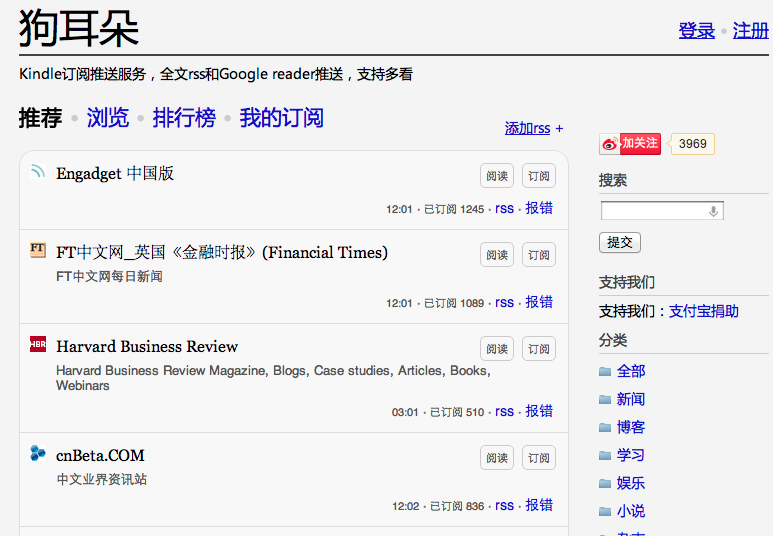 狗耳朵
登录 • 注册
Kindle订阅推送服务，全文rss和Google reader推送，支持多看
推荐 • 浏览 • 排行榜 • 我的订阅
添加rss +
Engadget 中国版
阅读 订阅
12:01 · 已订阅 1245 · rss · 报错
FT
FT中文网_英国《金融时报》(Financial Times)
阅读 订阅
FT中文网每日新闻
12:01 · 已订阅 1089 · rss · 报错
HBR
Harvard Business Review
阅读 订阅
Harvard Business Review Magazine, Blogs, Case studies, Articles, Books,
Webinars
03:01 · 已订阅 510 · rss · 报错
cnBeta.COM
阅读 订阅
中文业界资讯站
12:02 · 已订阅 836 · rss · 报错
加关注 3969
搜索
提交
支持我们
支持我们：支付宝捐助
分类
全部
新闻
博客
学习
娱乐
小说